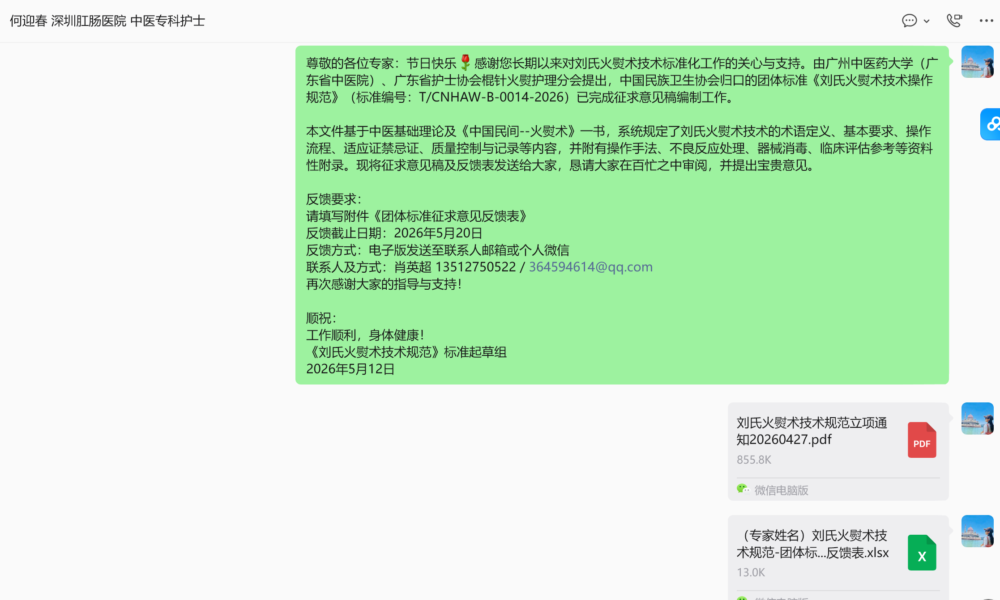 何迎春 深圳肛肠医院 中医专科护士
尊敬的各位专家：节日快乐🌹感谢您长期以来对刘氏火熨术技术标准化工作的关心与支持。由广州中医药大学（广
东省中医院）、广东省护士协会棍针火熨护理分会提出，中国民族卫生协会归口的团体标准《刘氏火熨术技术操作
规范》（标准编号：T/CNHAW-B-0014-2026）已完成征求意见稿编制工作。
本文件基于中医基础理论及《中国民间--火熨术》一书，系统规定了刘氏火熨术技术的术语定义、基本要求、操作
流程、适应证禁忌证、质量控制与记录等内容，并附有操作手法、不良反应处理、器械消毒、临床评估参考等资料
性附录。现将征求意见稿及反馈表发送给大家，恳请大家在百忙之中审阅，并提出宝贵意见。
反馈要求：
请填写附件《团体标准征求意见反馈表》
反馈截止日期：2026年5月20日
反馈方式：电子版发送至联系人邮箱或个人微信
联系人及方式：肖英超 13512750522 / 364594614@qq.com
再次感谢大家的指导与支持！
顺祝：
工作顺利，身体健康！
《刘氏火熨术技术规范》标准起草组
2026年5月12日
刘氏火熨术技术规范立项通
知20260427.pdf
PDF
855.8K
微信电脑版
（专家姓名）刘氏火熨术技
术规范-团体标...反馈表.xlsx
X
13.0K